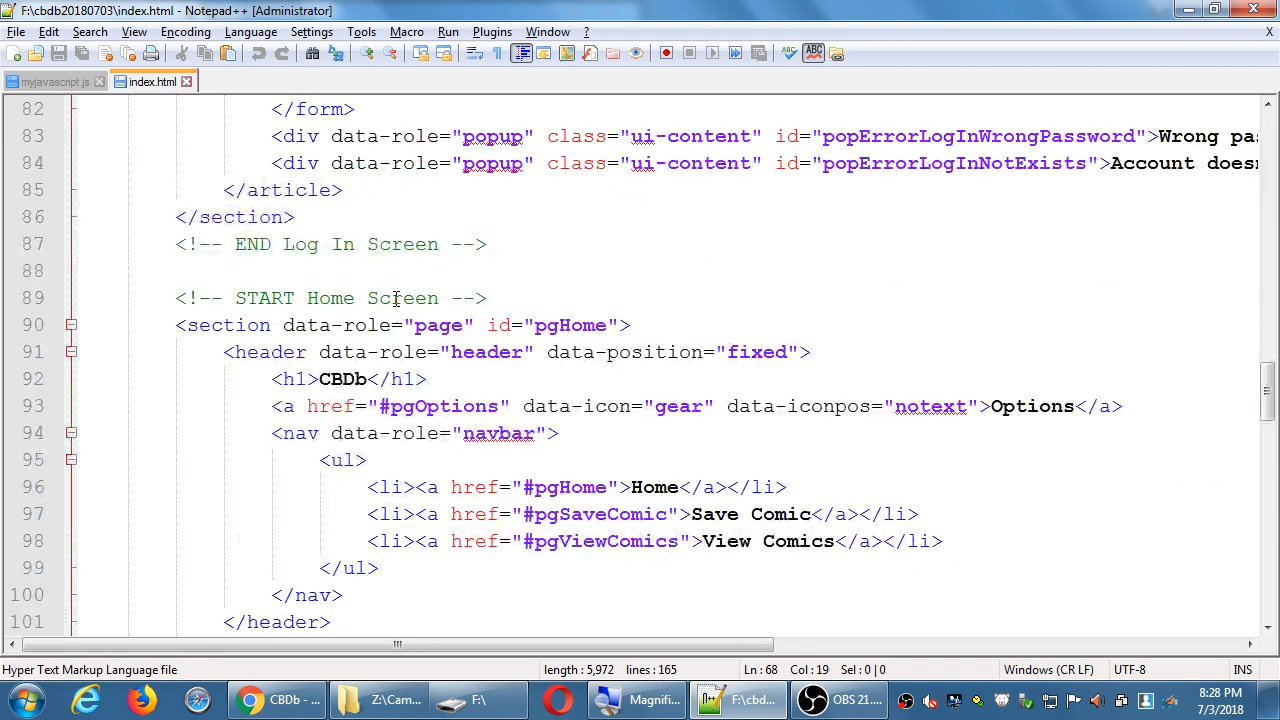 F:\cbdb20180703\index.html - Notepad++ [Administrator]
File Edit Search View Encoding Language Settings Tools Macro Run Plugins Window ? X
myjavascript.js index.html
82 </form>
83 <div data-role="popup" class="ui-content" id="popErrorLogInWrongPassword">Wrong pa
84 <div data-role="popup" class="ui-content" id="popErrorLogInNotExists">Account does
85 </article>
86 </section>
87 <!-- END Log In Screen -->
88
89 <!-- START Home Screen -->
90 <section data-role="page" id="pgHome">
91 <header data-role="header" data-position="fixed">
92 <h1>CBDb</h1>
93 <a href="#pgOptions" data-icon="gear" data-iconpos="notext">Options</a>
94 <nav data-role="navbar">
95 <ul>
96 <li><a href="#pgHome">Home</a></li>
97 <li><a href="#pgSaveComic">Save Comic</a></li>
98 <li><a href="#pgViewComics">View Comics</a></li>
99 </ul>
100 </nav>
101 </header>
Hyper Text Markup Language file length : 5,972 lines : 165 Ln : 68 Col : 19 Sel : 0 | 0 Windows (CR LF) UTF-8 INS
CBDb - ... Z:\Cam... F:\ Magnifi... F:\cbd... OBS 21.... 8:28 PM
7/3/2018